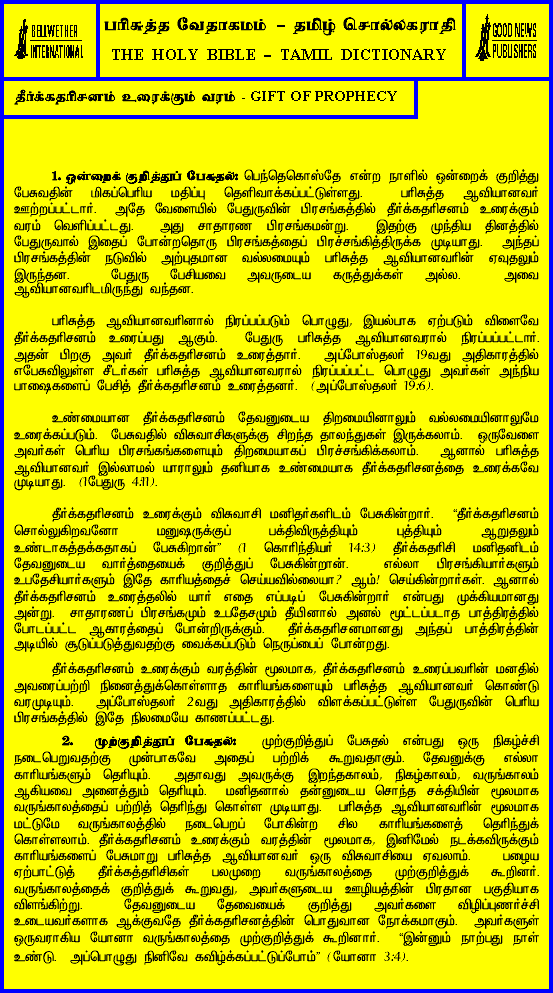 BELLWETHER
INTERNATIONAL
பரிசுத்த வேதாகமம் – தமிழ் சொல்லகராதி
THE HOLY BIBLE – TAMIL DICTIONARY
GOOD NEWS
PUBLISHERS
தீர்க்கதரிசனம் உரைக்கும் வரம் - GIFT OF PROPHECY
1. ஒன்றைக் குறித்துப் பேசுதல்: பெந்தெகொஸ்தே என்ற நாளில் ஒன்றைக் குறித்து
பேசுவதின் மிகப்பெரிய மதிப்பு தெளிவாக்கப்பட்டுள்ளது. பரிசுத்த ஆவியானவர்
ஊற்றப்பட்டார். அதே வேளையில் பேதுருவின் பிரசங்கத்தில் தீர்க்கதரிசனம் உரைக்கும்
வரம் வெளிப்பட்டது. அது சாதாரண பிரசங்கமன்று. இதற்கு முந்திய தினத்தில்
பேதுருவால் இதைப் போன்றதொரு பிரசங்கத்தைப் பிரச்சங்கித்திருக்க முடியாது. அந்தப்
பிரசங்கத்தின் நடுவில் அற்புதமான வல்லமையும் பரிசுத்த ஆவியானவரின் ஏவுதலும்
இருந்தன. பேதுரு பேசியவை அவருடைய கருத்துக்கள் அல்ல. அவை
ஆவியானவரிடமிருந்து வந்தன.
பரிசுத்த ஆவியானவரினால் நிரப்பப்படும் பொழுது, இயல்பாக ஏற்படும் விளைவே
தீர்க்கதரிசனம் உரைப்பது ஆகும். பேதுரு பரிசுத்த ஆவியானவரால் நிரப்பப்பட்டார்.
அதன் பிறகு அவர் தீர்க்கதரிசனம் உரைத்தார். அப்போஸ்தலர் 19வது அதிகாரத்தில்
எபேசுவிலுள்ள சீடர்கள் பரிசுத்த ஆவியானவரால் நிரப்பப்பட்ட பொழுது அவர்கள் அந்நிய
பாஷைகளைப் பேசித் தீர்க்கதரிசனம் உரைத்தனர். (அப்போஸ்தலர் 19:6).
உண்மையான தீர்க்கதரிசனம் தேவனுடைய திறமையினாலும் வல்லமையினாலுமே
உரைக்கப்படும். பேசுவதில் விசுவாசிகளுக்கு சிறந்த தாலந்துகள் இருக்கலாம். ஒருவேளை
அவர்கள் பெரிய பிரசங்கங்களையும் திறமையாகப் பிரச்சங்கிக்கலாம். ஆனால் பரிசுத்த
ஆவியானவர் இல்லாமல் யாராலும் தனியாக உண்மையாக தீர்க்கதரிசனத்தை உரைக்கவே
முடியாது. (1பேதுரு 4:11).
தீர்க்கதரிசனம் உரைக்கும் விசுவாசி மனிதர்களிடம் பேசுகின்றார். “தீர்க்கதரிசனம்
சொல்லுகிறவனோ மனுஷருக்குப் பக்திவிருத்தியும் புத்தியும் ஆறுதலும்
உண்டாகத்தக்கதாகப் பேசுகிறான்” (1 கொரிந்தியர் 14:3) தீர்க்கதரிசி மனிதனிடம்
தேவனுடைய வார்த்தையைக் குறித்துப் பேசுகின்றான். எல்லா பிரசங்கியார்களும்
உபதேசியார்களும் இதே காரியத்தைச் செய்யவில்லையா? ஆம்! செய்கின்றார்கள். ஆனால்
தீர்க்கதரிசனம் உரைத்தலில் யார் எதை எப்படிப் பேசுகின்றார் என்பது முக்கியமானது
அன்று. சாதாரணப் பிரசங்கமும் உபதேசமும் தீயினால் அனல் மூட்டப்படாத பாத்திரத்தில்
போடப்பட்ட ஆகாரத்தைப் போன்றிருக்கும். தீர்க்கதரிசனமானது அந்தப் பாத்திரத்தின்
அடியில் சூடுப்படுத்துவதற்கு வைக்கப்படும் நெருப்பைப் போன்றது.
தீர்க்கதரிசனம் உரைக்கும் வரத்தின் மூலமாக, தீர்க்கதரிசனம் உரைப்பவரின் மனதில்
அவரைப்பற்றி நினைத்துக்கொள்ளாத காரியங்களையும் பரிசுத்த ஆவியானவர் கொண்டு
வரமுடியும். அப்போஸ்தலர் 2வது அதிகாரத்தில் விளக்கப்பட்டுள்ள பேதுருவின் பெரிய
பிரசங்கத்தில் இதே நிலமையே காணப்பட்டது.
2. முற்குறித்துப் பேசுதல்: முற்குறித்துப் பேசுதல் என்பது ஒரு நிகழ்ச்சி
நடைபெறுவதற்கு முன்பாகவே அதைப் பற்றிக் கூறுவதாகும். தேவனுக்கு எல்லா
காரியங்களும் தெரியும். அதாவது அவருக்கு இறந்தகாலம், நிகழ்காலம், வருங்காலம்
ஆகியவை அனைத்தும் தெரியும். மனிதனால் தன்னுடைய சொந்த சக்தியின் மூலமாக
வருங்காலத்தைப் பற்றித் தெரிந்து கொள்ள முடியாது. பரிசுத்த ஆவியானவரின் மூலமாக
மட்டுமே வருங்காலத்தில் நடைபெறப் போகின்ற சில காரியங்களைத் தெரிந்துக்
கொள்ளலாம். தீர்க்கதரிசனம் உரைக்கும் வரத்தின் மூலமாக, இனிமேல் நடக்கவிருக்கும்
காரியங்களைப் பேசுமாறு பரிசுத்த ஆவியானவர் ஒரு விசுவாசியை ஏவலாம். பழைய
ஏற்பாட்டுத் தீர்க்கத்தரிசிகள் பலமுறை வருங்காலத்தை முற்குறித்துக் கூறினர்.
வருங்காலத்தைக் குறித்துக் கூறுவது, அவர்களுடைய ஊழியத்தின் பிரதான பகுதியாக
விளங்கிற்று. தேவனுடைய தேவையைக் குறித்து அவர்களை விழிப்புணர்ச்சி
உடையவர்களாக ஆக்குவதே தீர்க்கதரிசனத்தின் பொதுவான நோக்கமாகும். அவர்களுள்
ஒருவராகிய யோனா வருங்காலத்தை முற்குறித்துக் கூறினார். “இன்னும் நாற்பது நாள்
உண்டு. அப்பொழுது நினிவே கவிழ்க்கப்பட்டுப்போம்” (யோனா 3:4).